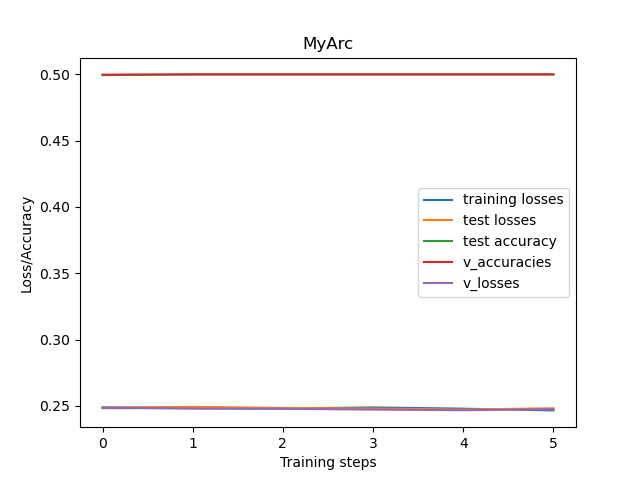 MyArc
Loss/Accuracy
0.50
0.45
0.40
0.35
0.30
0.25
training losses
test losses
test accuracy
v_accuracies
v_losses
0 1 2 3 4 5
Training steps